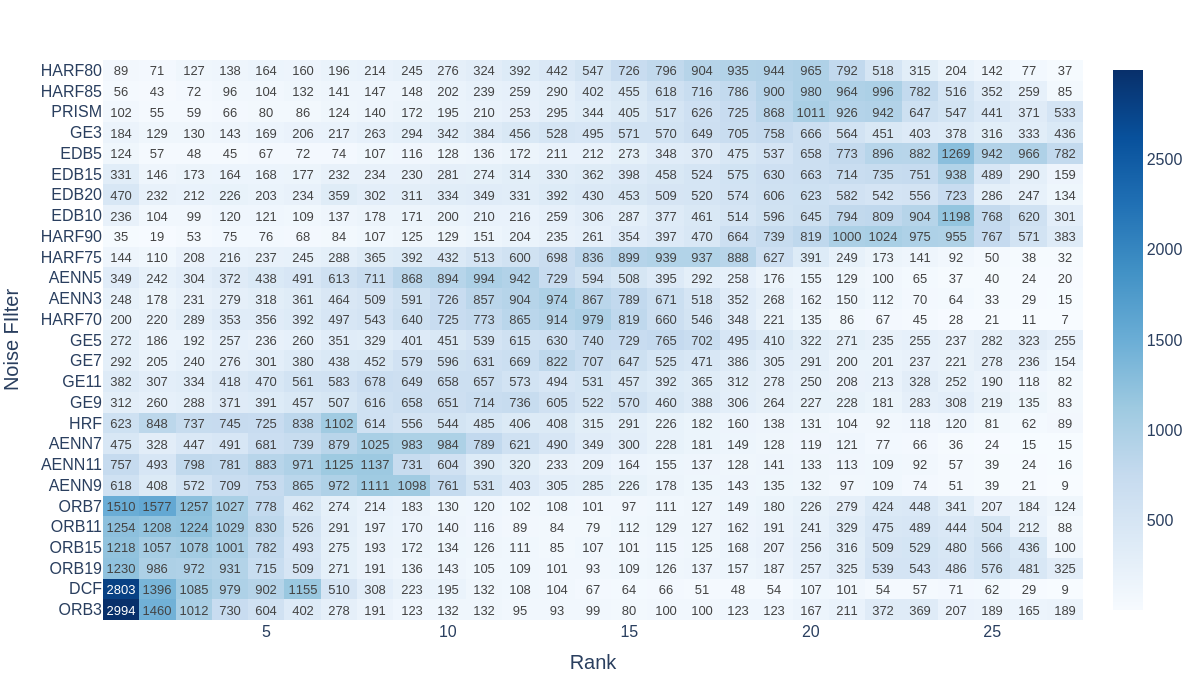 HARF80 89 71 127 138 164 160 196 214 245 276 324 392 442 547 726 796 904 935 944 965 792 518 315 204 142 77 37
HARF85 56 43 72 96 104 132 141 147 148 202 239 259 290 402 455 618 716 786 900 980 964 996 782 516 352 259 85
PRISM 102 55 59 66 80 86 124 140 172 195 210 253 295 344 405 517 626 725 868 1011 926 942 647 547 441 371 533
GE3 184 129 130 143 169 206 217 263 294 342 384 456 528 495 571 570 649 705 758 666 564 451 403 378 316 333 436
EDB5 124 57 48 45 67 72 74 107 116 128 136 172 211 212 273 348 370 475 537 658 773 896 882 1269 942 966 782
EDB15 331 146 173 164 168 177 232 234 230 281 274 314 330 362 398 458 524 575 630 663 714 735 751 938 489 290 159
EDB20 470 232 212 226 203 234 359 302 311 334 349 331 392 430 453 509 520 574 606 623 582 542 556 723 286 247 134
EDB10 236 104 99 120 121 109 137 178 171 200 210 216 259 306 287 377 461 514 596 645 794 809 904 1198 768 620 301
HARF90 35 19 53 75 76 68 84 107 125 129 151 204 235 261 354 397 470 664 739 819 1000 1024 975 955 767 571 383
HARF75 144 110 208 216 237 245 288 365 392 432 513 600 698 836 899 939 937 888 627 391 249 173 141 92 50 38 32
AENN5 349 242 304 372 438 491 613 711 868 894 994 942 729 594 508 395 292 258 176 155 129 100 65 37 40 24 20
AENN3 248 178 231 279 318 361 464 509 591 726 857 904 974 867 789 671 518 352 268 162 150 112 70 64 33 29 15
HARF70 200 220 289 353 356 392 497 543 640 725 773 865 914 979 819 660 546 348 221 135 86 67 45 28 21 11 7
GE5 272 186 192 257 236 260 351 329 401 451 539 615 630 740 729 765 702 495 410 322 271 235 255 237 282 323 255
GE7 292 205 240 276 301 380 438 452 579 596 631 669 822 707 647 525 471 386 305 291 200 201 237 221 278 236 154
GE11 382 307 334 418 470 561 583 678 649 658 657 573 494 531 457 392 365 312 278 250 208 213 328 252 190 118 82
GE9 312 260 288 371 391 457 507 616 658 651 714 736 605 522 570 460 388 306 264 227 228 181 283 308 219 135 83
HRF 623 848 737 745 725 838 1102 614 556 544 485 406 408 315 291 226 182 160 138 131 104 92 118 120 81 62 89
AENN7 475 328 447 491 681 739 879 1025 983 984 789 621 490 349 300 228 181 149 128 119 121 77 66 36 24 15 15
AENN11 757 493 798 781 883 971 1125 1137 731 604 390 320 233 209 164 155 137 128 141 133 113 109 92 57 39 24 16
AENN9 618 408 572 709 753 865 972 1111 1098 761 531 403 305 285 226 178 135 143 135 132 97 109 74 51 39 21 9
ORB7 1510 1577 1257 1027 778 462 274 214 183 130 120 102 108 101 97 111 127 149 180 226 279 424 448 341 207 184 124
ORB11 1254 1208 1224 1029 830 526 291 197 170 140 116 89 84 79 112 129 127 162 191 241 329 475 489 444 504 212 88
ORB15 1218 1057 1078 1001 782 493 275 193 172 134 126 111 85 107 101 115 125 168 207 256 316 509 529 480 566 436 100
ORB19 1230 986 972 931 715 509 271 191 136 143 105 109 101 93 109 126 137 157 187 257 325 539 543 486 576 481 325
DCF 2803 1396 1085 979 902 1155 510 308 223 195 132 108 104 67 64 66 51 48 54 107 101 54 57 71 62 29 9
ORB3 2994 1460 1012 730 604 402 278 191 123 132 132 95 93 99 80 100 100 123 123 167 211 372 369 207 189 165 189
5 10 15 20 25
Rank
Noise FIlter
2500
2000
1500
1000
500